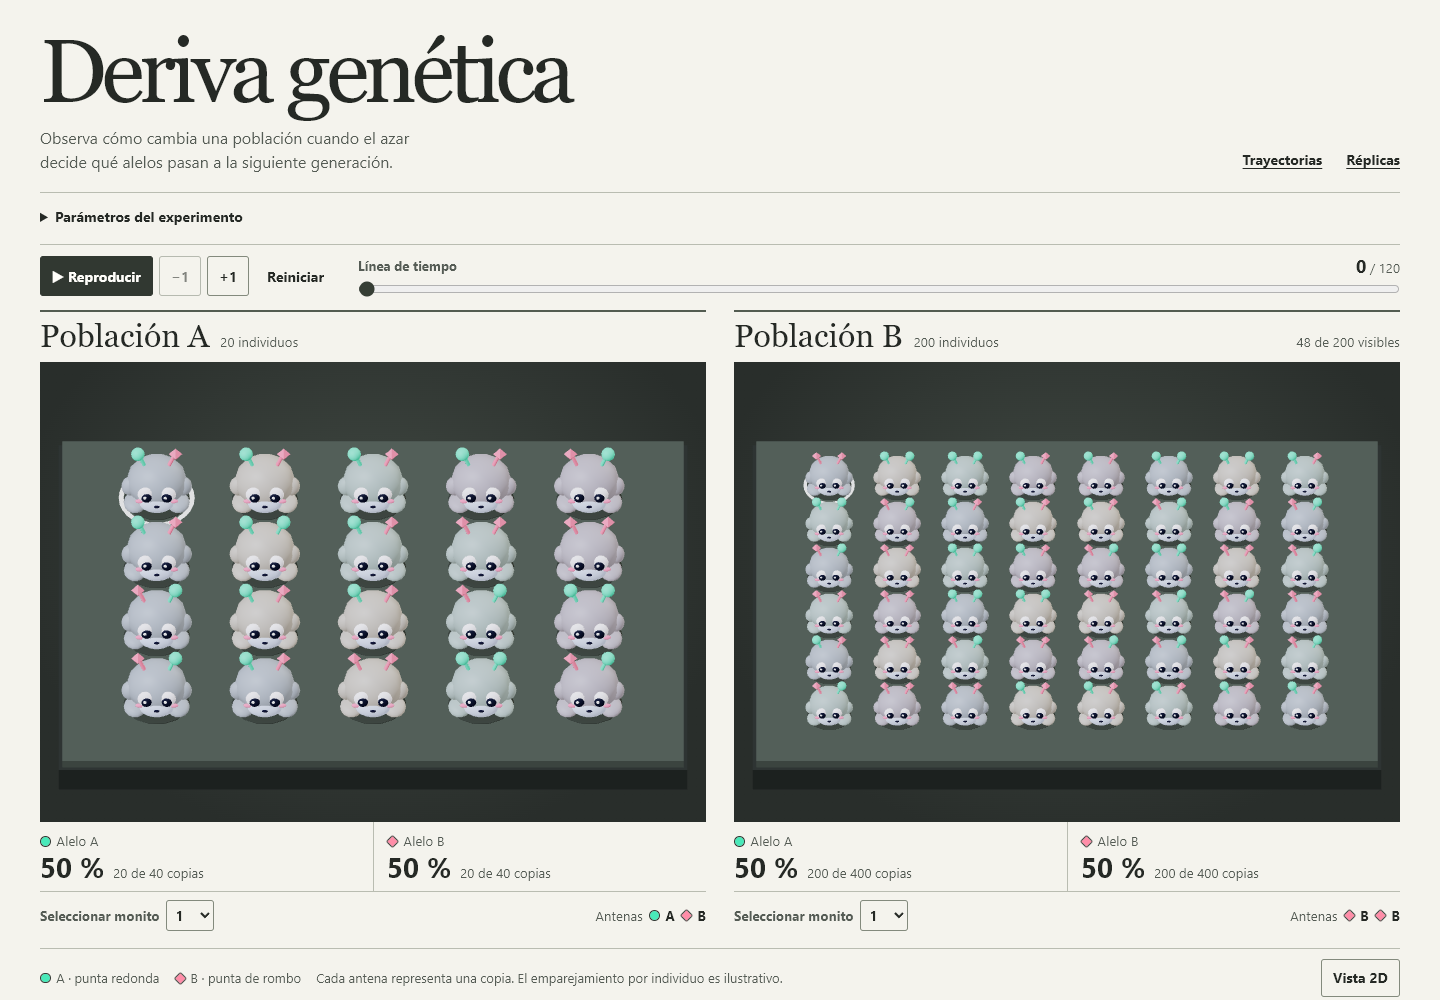 Deriva genética
Observa cómo cambia una población cuando el azar
decide qué alelos pasan a la siguiente generación.
Trayectorias Réplicas
▶ Parámetros del experimento
▶ Reproducir −1 +1 Reiniciar
Línea de tiempo
0 / 120
Población A 20 individuos
Población B 200 individuos 48 de 200 visibles
Alelo A
50 % 20 de 40 copias
Alelo B
50 % 20 de 40 copias
Alelo A
50 % 200 de 400 copias
Alelo B
50 % 200 de 400 copias
Seleccionar monito 1 Antenas A B
Seleccionar monito 1 Antenas B B
A · punta redonda B · punta de rombo Cada antena representa una copia. El emparejamiento por individuo es ilustrativo.
Vista 2D